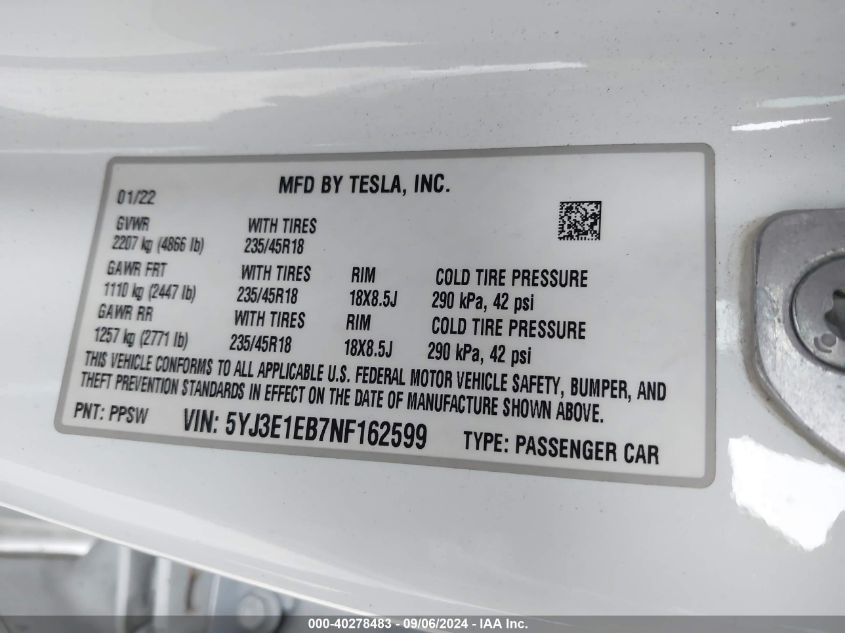 MFD BY TESLA, INC.
01/22
GVWR WITH TIRES
2207 kg (4866 lb) 235/45R18
GAWR FRT WITH TIRES RIM COLD TIRE PRESSURE
1110 kg (2447 lb) 235/45R18 18X8.5J 290 kPa, 42 psi
GAWR RR WITH TIRES RIM COLD TIRE PRESSURE
1257 kg (2771 lb) 235/45R18 18X8.5J 290 kPa, 42 psi
THIS VEHICLE CONFORMS TO ALL APPLICABLE U.S. FEDERAL MOTOR VEHICLE SAFETY, BUMPER, AND
THEFT PREVENTION STANDARDS IN EFFECT ON THE DATE OF MANUFACTURE SHOWN ABOVE.
PNT: PPSW VIN: 5YJ3E1EB7NF162599 TYPE: PASSENGER CAR
000-40278483 - 09/06/2024 - © IAA, Inc.